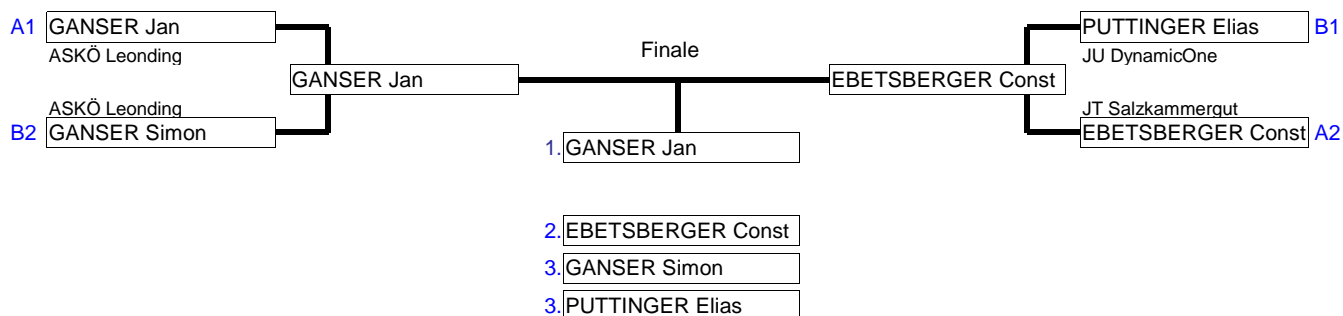 A1 GANSER Jan
ASKÖ Leonding
GANSER Jan
ASKÖ Leonding
B2 GANSER Simon
Finale
PUTTINGER Elias B1
JU DynamicOne
EBETSBERGER Const
JT Salzkammergut
EBETSBERGER Const A2
1. GANSER Jan
2. EBETSBERGER Const
3. GANSER Simon
3. PUTTINGER Elias